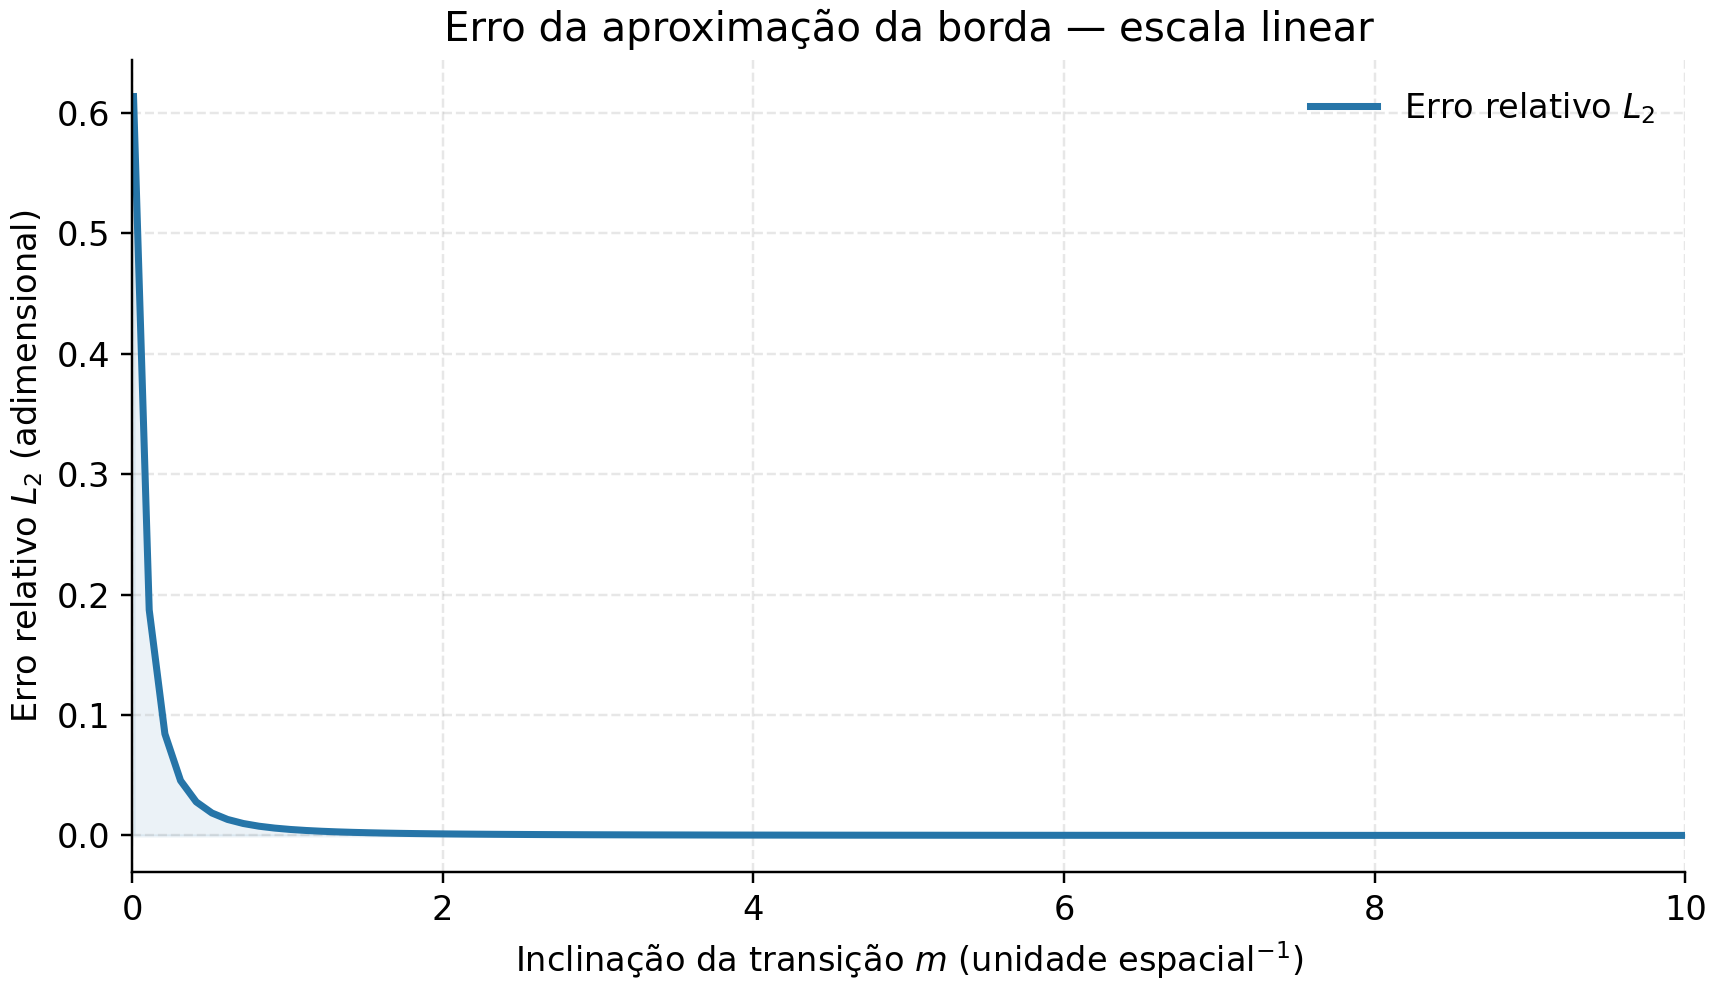 Erro da aproximação da borda — escala linear
Erro relativo L₂
Erro relativo L₂ (adimensional)
0.6
0.5
0.4
0.3
0.2
0.1
0.0
0 2 4 6 8 10
Inclinação da transição m (unidade espacial⁻¹)